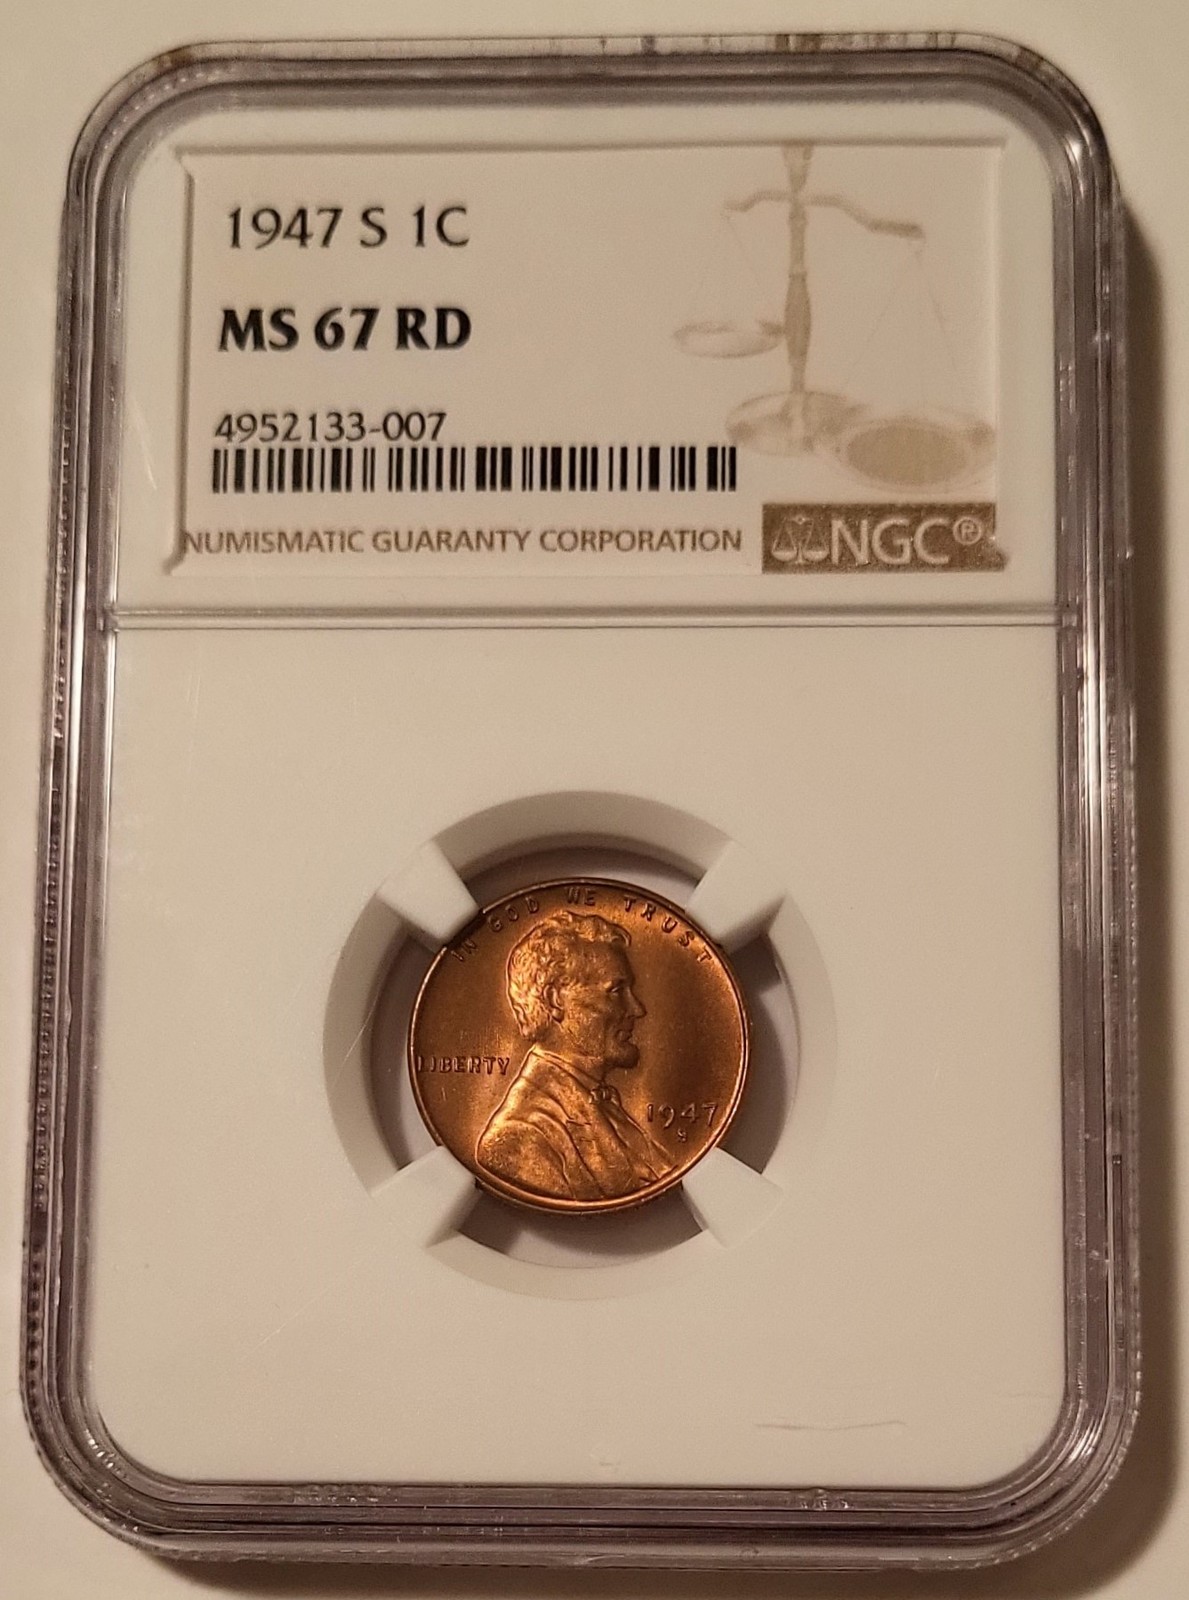 1947 S 1C
MS 67 RD
4952133-007
NUMISMATIC GUARANTY CORPORATION
NGC®
IN GOD WE TRUST
LIBERTY
1947
S